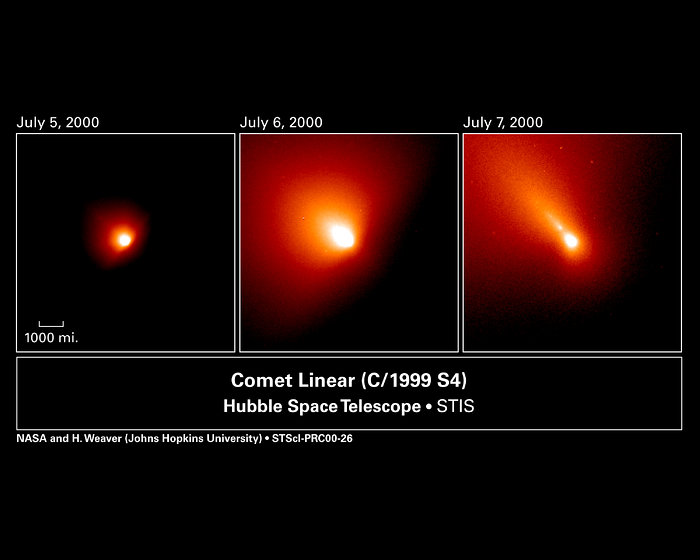 July 5, 2000
July 6, 2000
July 7, 2000
1000 mi.
Comet Linear (C/1999 S4)
Hubble Space Telescope • STIS
NASA and H. Weaver (Johns Hopkins University) • STScI-PRC00-26